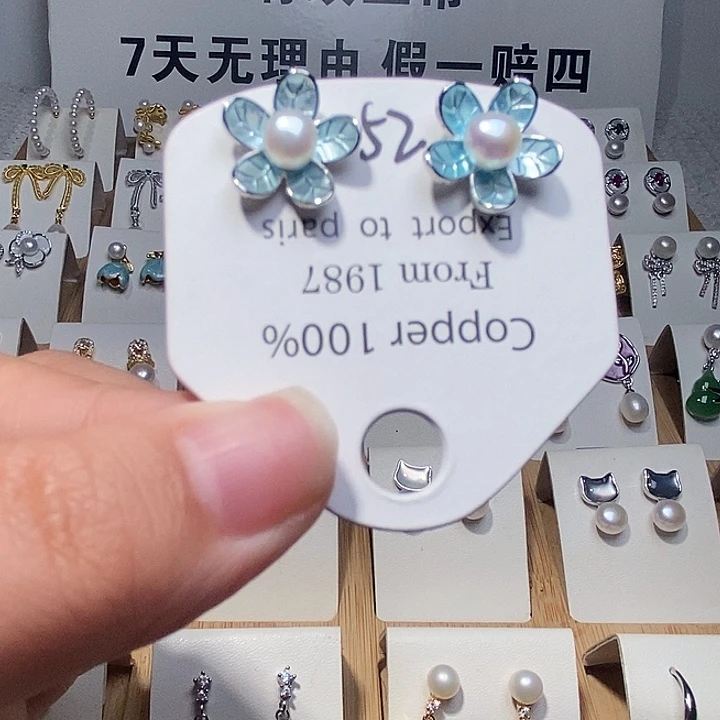 7天无理由 假一赔四
52
Export to paris
From 1987
Copper 100%